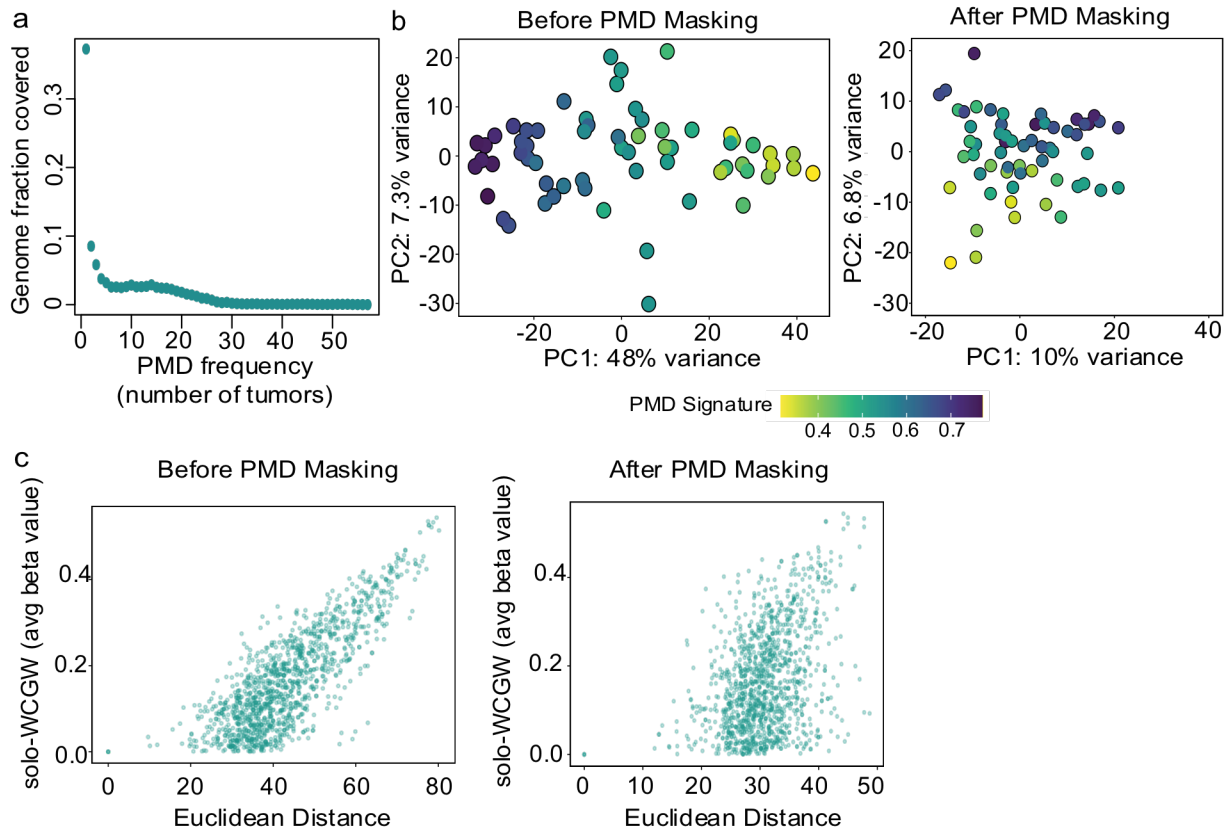 a
Genome fraction covered
0.3
0.2
0.1
0
0 10 20 30 40 50
PMD frequency
(number of tumors)
b
Before PMD Masking
PC2: 7.3% variance
20
10
0
-10
-20
-30
-20 0 20 40
PC1: 48% variance
After PMD Masking
PC2: 6.8% variance
20
10
0
-10
-20
-30
-20 0 20 40
PC1: 10% variance
PMD Signature
0.4 0.5 0.6 0.7
c
Before PMD Masking
solo-WCGW (avg beta value)
0.4
0.2
0.0
0 20 40 60 80
Euclidean Distance
After PMD Masking
solo-WCGW (avg beta value)
0.4
0.2
0.0
0 10 20 30 40 50
Euclidean Distance